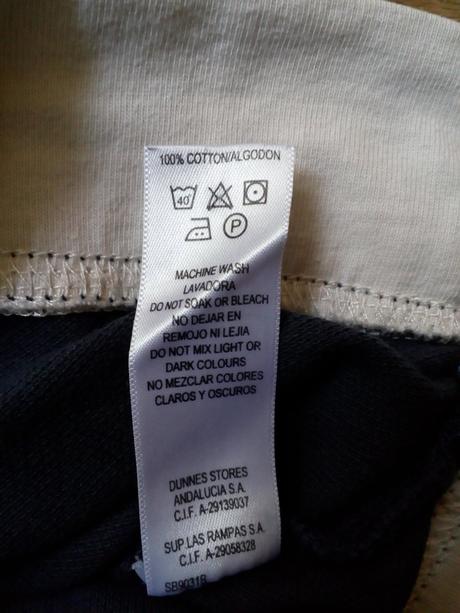 100% COTTON/ALGODON
40°
P
MACHINE WASH
LAVADORA
DO NOT SOAK OR BLEACH
NO DEJAR EN
REMOJO NI LEJIA
DO NOT MIX LIGHT OR
DARK COLOURS
NO MEZCLAR COLORES
CLAROS Y OSCUROS
DUNNES STORES
ANDALUCIA S.A.
C.I.F. A-29139037
SUP. LAS RAMPAS S.A.
C.I.F. A-29058328
SB9031B